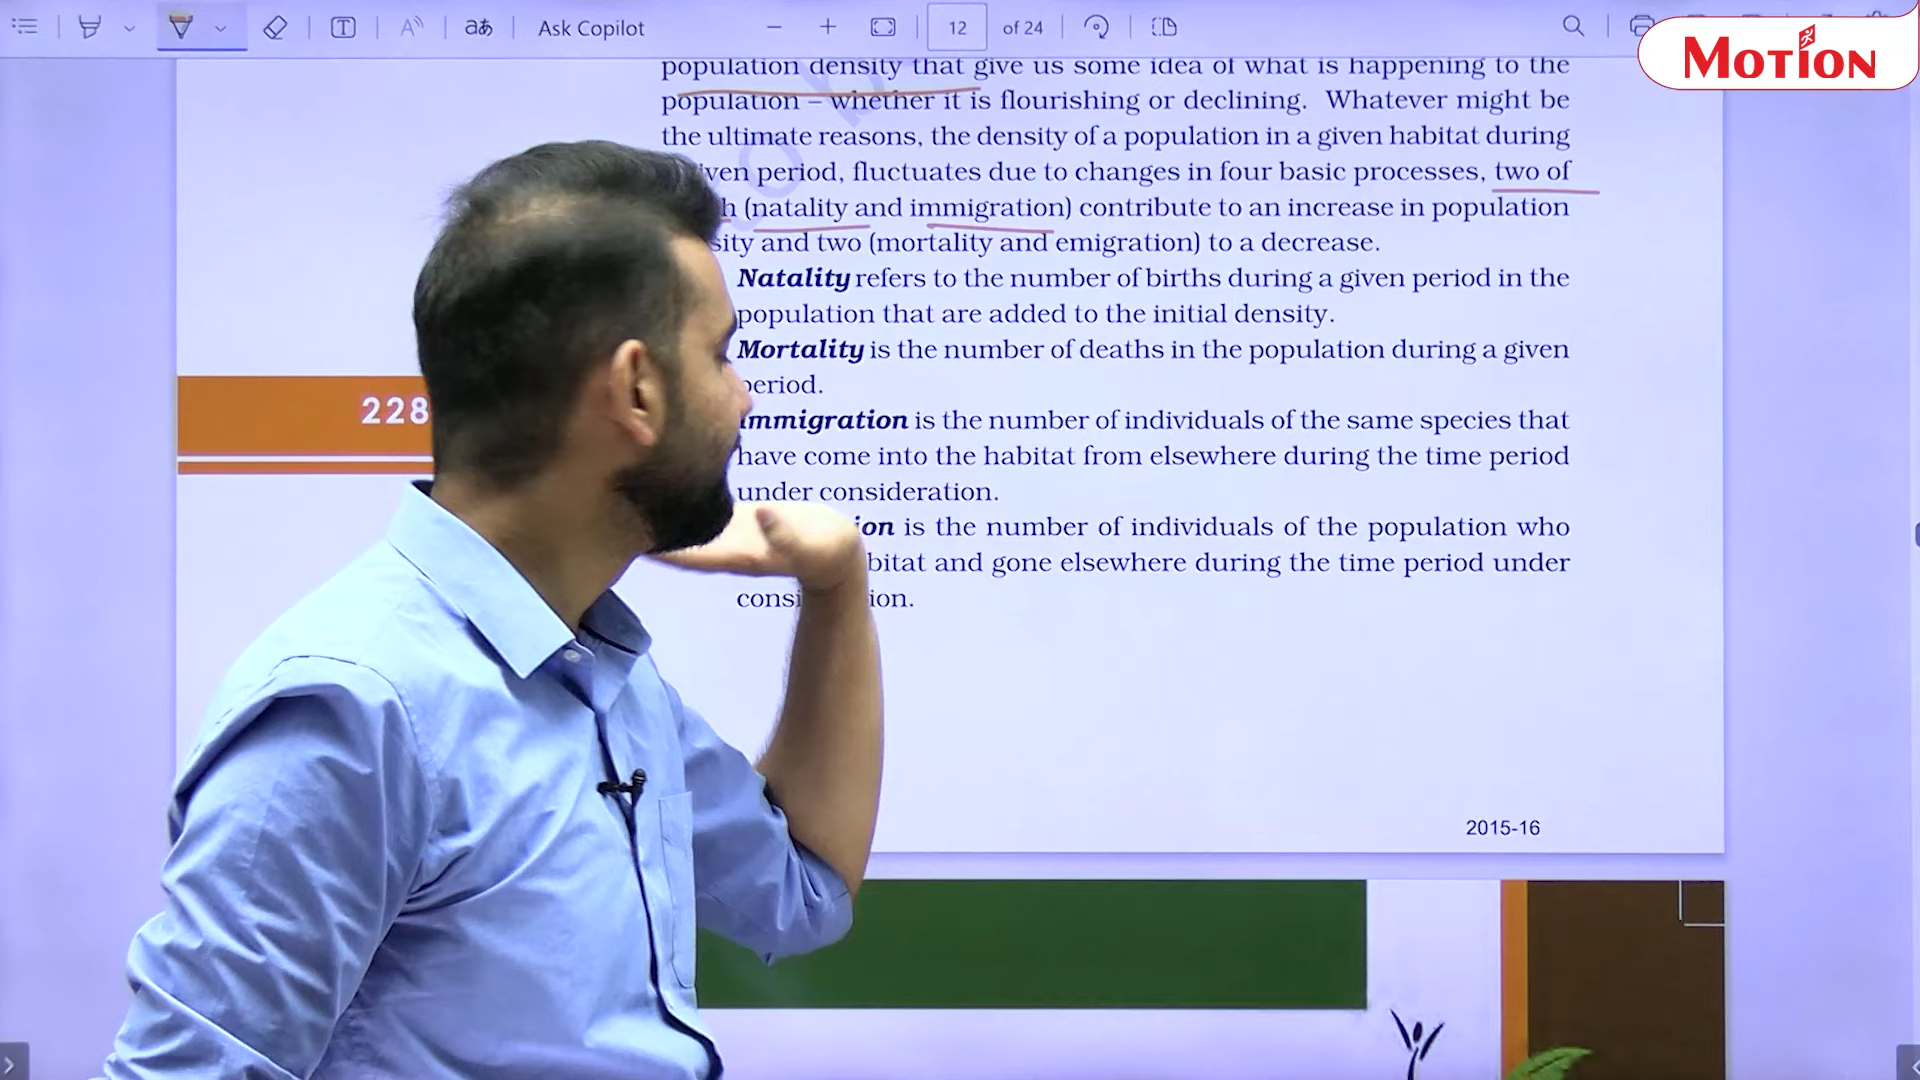 Ask Copilot
12 of 24
MOTION
population density that give us some idea of what is happening to the
population – whether it is flourishing or declining. Whatever might be
the ultimate reasons, the density of a population in a given habitat during
ven period, fluctuates due to changes in four basic processes, two of
h (natality and immigration) contribute to an increase in population
sity and two (mortality and emigration) to a decrease.
Natality refers to the number of births during a given period in the
population that are added to the initial density.
Mortality is the number of deaths in the population during a given
period.
228
Immigration is the number of individuals of the same species that
have come into the habitat from elsewhere during the time period
under consideration.
ion is the number of individuals of the population who
bitat and gone elsewhere during the time period under
consi ion.
2015-16